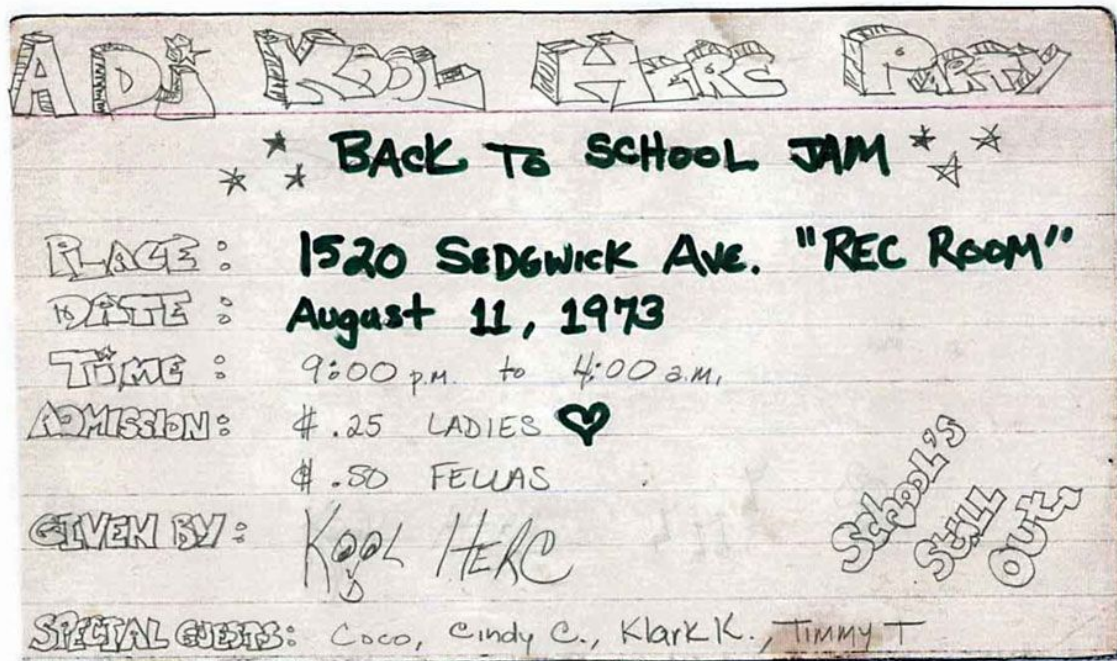 A DJ KOOL HERC PARTY
BACK TO SCHOOL JAM
PLACE: 1520 SEDGWICK AVE. "REC ROOM"
DATE: August 11, 1973
TIME: 9:00 p.m. to 4:00 a.m.
ADMISSION: $.25 LADIES ♥
$.50 FELLAS
GIVEN BY: KOOL HERC
SPECIAL GUESTS: Coco, Cindy C., Klark K., Timmy T
School's
Still
Out.